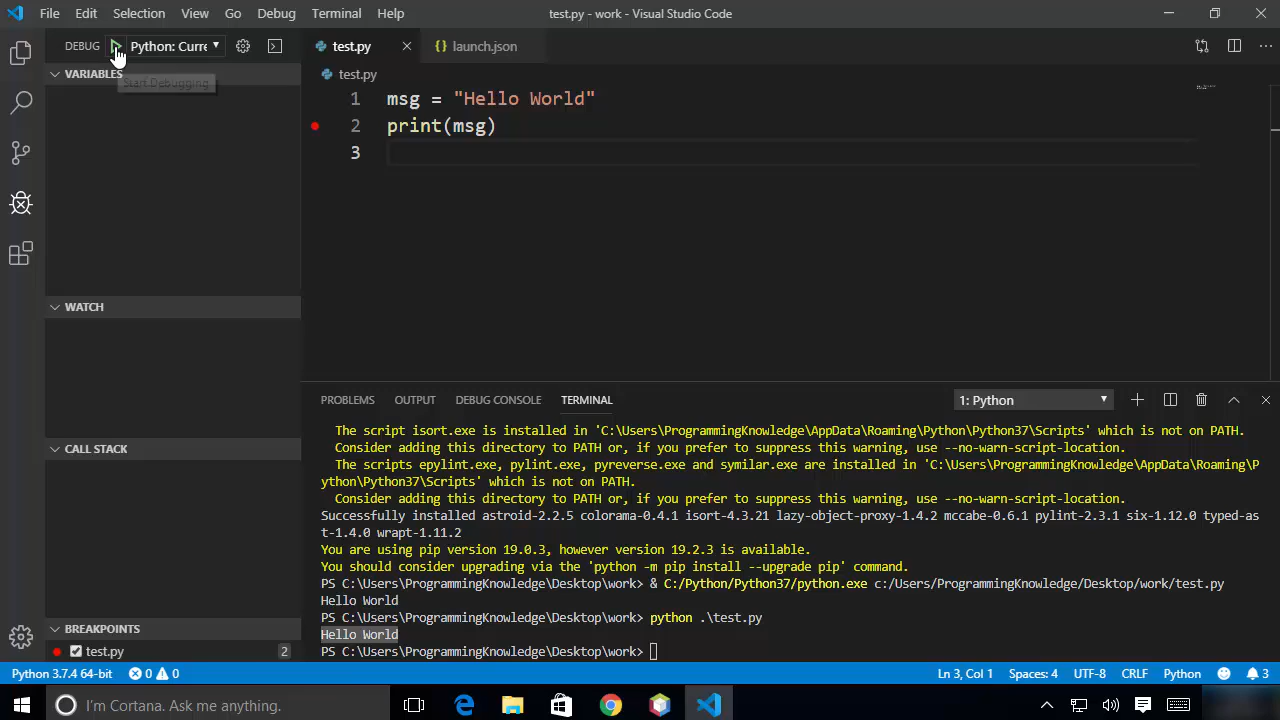 File Edit Selection View Go Debug Terminal Help
test.py - work - Visual Studio Code
DEBUG Python: Curre
VARIABLES
Start Debugging
WATCH
CALL STACK
BREAKPOINTS
test.py 2
test.py launch.json
test.py
1 msg = "Hello World"
2 print(msg)
3
PROBLEMS OUTPUT DEBUG CONSOLE TERMINAL 1: Python
The script isort.exe is installed in 'C:\Users\ProgrammingKnowledge\AppData\Roaming\Python\Python37\Scripts' which is not on PATH.
Consider adding this directory to PATH or, if you prefer to suppress this warning, use --no-warn-script-location.
The scripts epylint.exe, pylint.exe, pyreverse.exe and symilar.exe are installed in 'C:\Users\ProgrammingKnowledge\AppData\Roaming\P
ython\Python37\Scripts' which is not on PATH.
Consider adding this directory to PATH or, if you prefer to suppress this warning, use --no-warn-script-location.
Successfully installed astroid-2.2.5 colorama-0.4.1 isort-4.3.21 lazy-object-proxy-1.4.2 mccabe-0.6.1 pylint-2.3.1 six-1.12.0 typed-as
t-1.4.0 wrapt-1.11.2
You are using pip version 19.0.3, however version 19.2.3 is available.
You should consider upgrading via the 'python -m pip install --upgrade pip' command.
PS C:\Users\ProgrammingKnowledge\Desktop\work> & C:/Python/Python37/python.exe c:/Users/ProgrammingKnowledge/Desktop/work/test.py
Hello World
PS C:\Users\ProgrammingKnowledge\Desktop\work> python .\test.py
Hello World
PS C:\Users\ProgrammingKnowledge\Desktop\work>
Python 3.7.4 64-bit 0 0 Ln 3, Col 1 Spaces: 4 UTF-8 CRLF Python 3
I'm Cortana. Ask me anything.